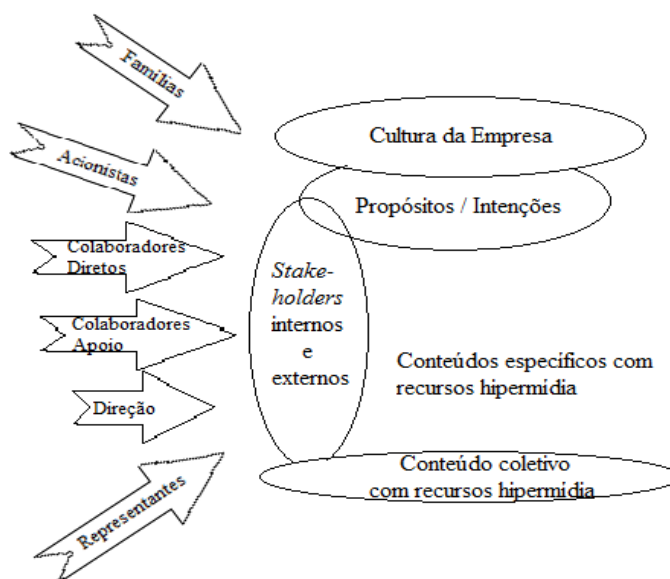 Famílias
Acionistas
Colaboradores
Diretos
Colaboradores
Apoio
Direção
Representantes
Cultura da Empresa
Propósitos / Intenções
Stake-
holders
internos
e
externos
Conteúdos específicos com
recursos hipermídia
Conteúdo coletivo
com recursos hipermídia